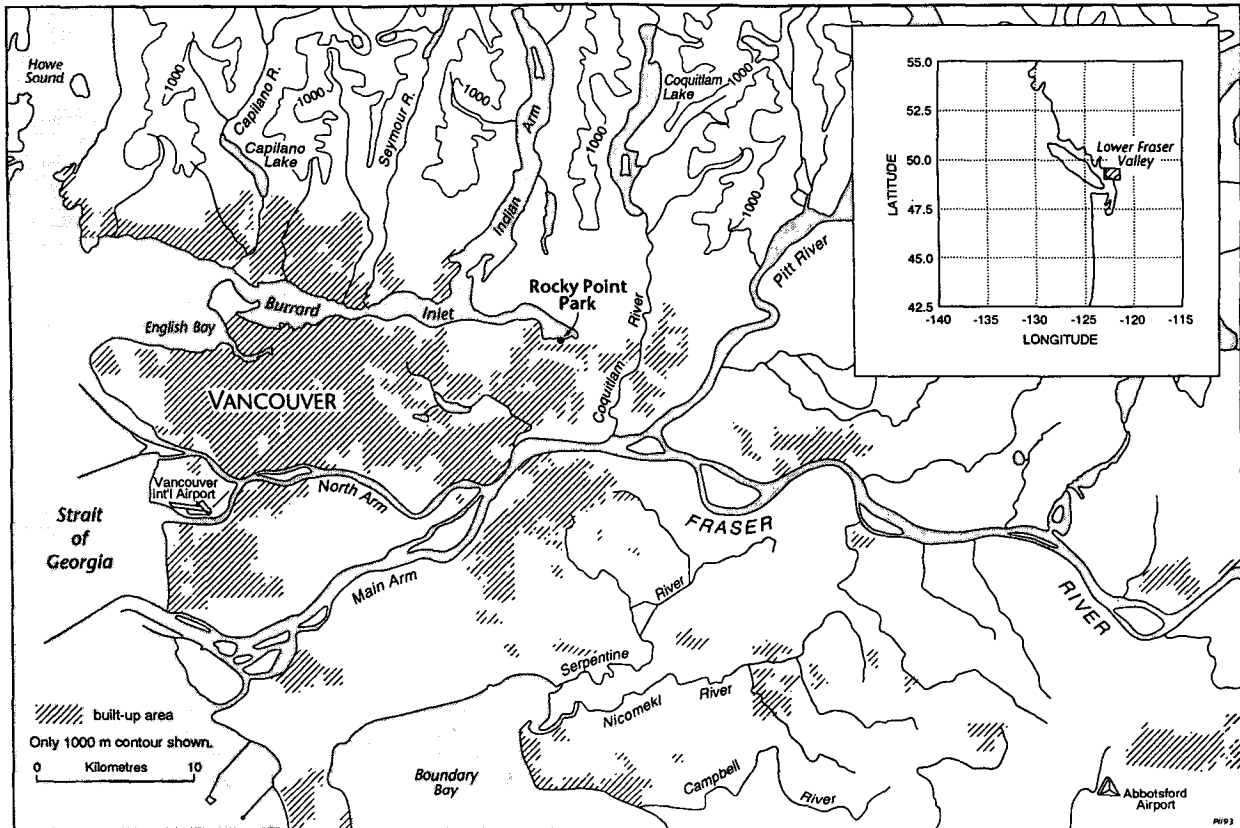 Howe
Sound
1000
Capilano R.
1000
Capilano
Lake
Seymour R.
1000
Arm
Indian
1000
Coquitlam
Lake
1000
1000
Pitt River
55.0
52.5
50.0
47.5
45.0
42.5
LATITUDE
Lower Fraser
Valley
-140
-135
-130
-125
-120
-115
LONGITUDE
Rocky Point
Park
Burrard
Inlet
English Bay
River
Coquitlam
VANCOUVER
Vancouver
Int'l Airport
North Arm
Strait
of
Georgia
Main Arm
FRASER
RIVER
River
Serpentine
Nicomekl
River
built-up area
Only 1000 m contour shown.
0 Kilometres 10
Boundary
Bay
Campbell
River
Abbotsford
Airport